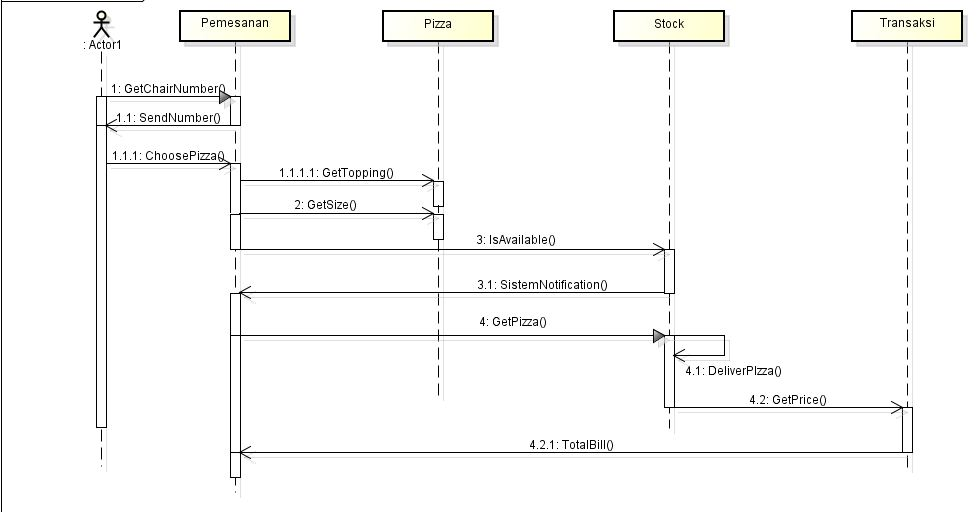 : Actor1
Pemesanan
Pizza
Stock
Transaksi
1: GetChairNumber()
1.1: SendNumber()
1.1.1: ChoosePizza()
1.1.1.1: GetTopping()
2: GetSize()
3: IsAvailable()
3.1: SistemNotification()
4: GetPizza()
4.1: DeliverPIzza()
4.2: GetPrice()
4.2.1: TotalBill()